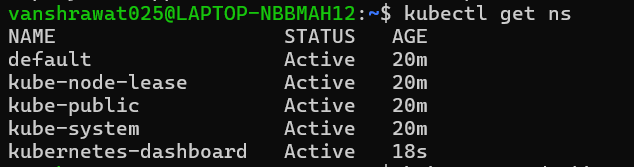 vanshrawat025@LAPTOP-NBBMAH12:~$ kubectl get ns
NAME STATUS AGE
default Active 20m
kube-node-lease Active 20m
kube-public Active 20m
kube-system Active 20m
kubernetes-dashboard Active 18s